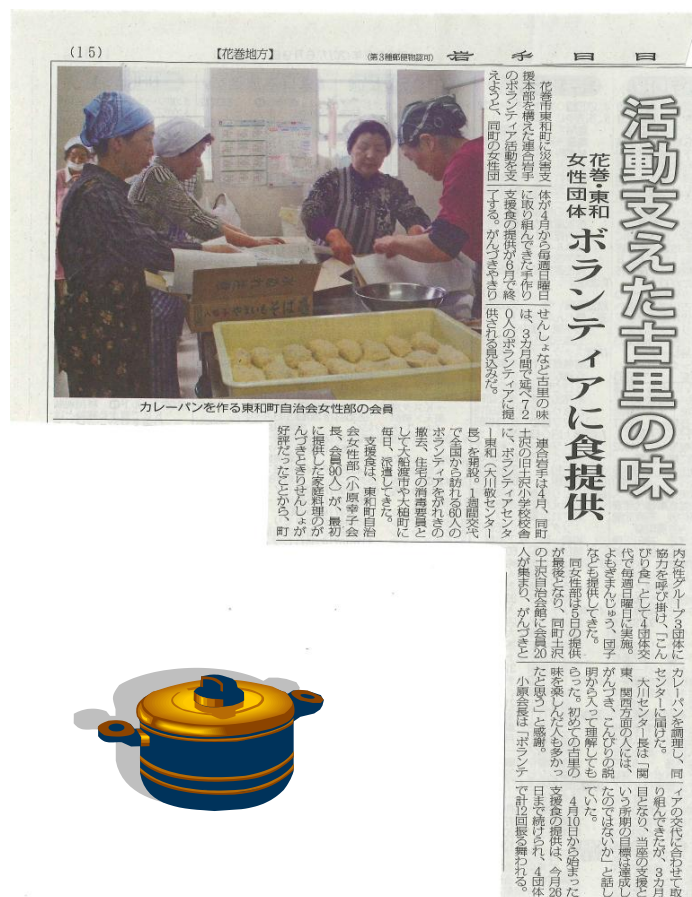 (15)
【花巻地方】
(第3種郵便物認可)
岩手日日
活動支えた古里の味
花巻・東和
女性団体
ボランティアに食提供
花巻市東和町に災害支
援本部を構えた連合岩手
のボランティア活動を支
えようと、同町の女性団
体が4月から毎週日曜日
に取り組んできた手作り
支援食の提供が6月で終
了する。がんづきやきり
せんしょなど古里の味
は、3カ月間で延べ72
0人のボランティアに提
供される見込みだ。
カレーパンを作る東和町自治会女性部の会員
連合岩手は4月、同町
土沢の旧土沢小学校校舎
に、ボランティアセンタ
ー東和(大川敬センター
長)を開設。1週間交代
で全国から訪れる60人の
ボランティアをがれきの
撤去、住宅の消毒要員と
して大船渡市や大槌町に
毎日、派遣してきた。
支援食は、東和町自治
会女性部(小原幸子会
長、会員90人)が、最初
に提供した家庭料理のが
んづきときりせんしょが
好評だったことから、町
内女性グループ3団体に
協力を呼び掛け、「こん
びり食」として4団体交
代で毎週日曜日に実施。
よもぎまんじゅう、団子
なども提供してきた。
同女性部は5日の提供
が最後となり、同町土沢
の土沢自治会館に会員20
人が集まり、がんづきと
カレーパンを調理し、同
センターに届けた。
大川センター長は「関
東、関西方面の人には、
がんづき、こんびりの説
明から入って理解しても
らった。初めての古里の
味を楽しんだ人も多かっ
たと思う」と感謝。
小原会長は「ボランテ
ィアの交代に合わせて取
り組んできたが、3カ月
目となり、当座の支援と
いう所期の目標は達成し
たのではないか」と話し
ていた。
4月10日から始まった
支援食の提供は、今月26
日まで続けられ、4団体
で計12回振る舞われる。